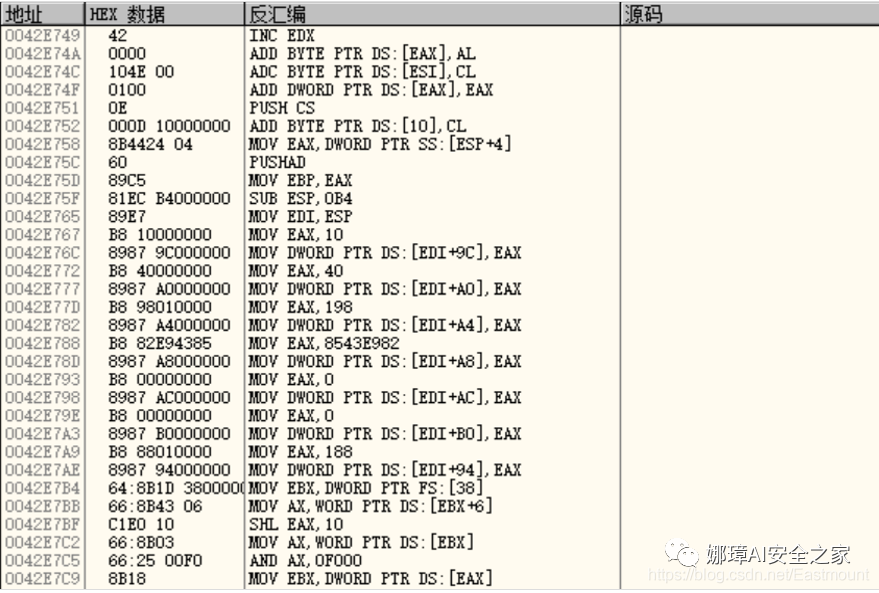 地址 HEX 数据 反汇编 源码
0042E749 42 INC EDX
0042E74A 0000 ADD BYTE PTR DS:[EAX],AL
0042E74C 104E 00 ADC BYTE PTR DS:[ESI],CL
0042E74F 0100 ADD DWORD PTR DS:[EAX],EAX
0042E751 0E PUSH CS
0042E752 000D 10000000 ADD BYTE PTR DS:[10],CL
0042E758 8B4424 04 MOV EAX,DWORD PTR SS:[ESP+4]
0042E75C 60 PUSHAD
0042E75D 89C5 MOV EBP,EAX
0042E75F 81EC B4000000 SUB ESP,0B4
0042E765 89E7 MOV EDI,ESP
0042E767 B8 10000000 MOV EAX,10
0042E76C 8987 9C000000 MOV DWORD PTR DS:[EDI+9C],EAX
0042E772 B8 40000000 MOV EAX,40
0042E777 8987 A0000000 MOV DWORD PTR DS:[EDI+A0],EAX
0042E77D B8 98010000 MOV EAX,198
0042E782 8987 A4000000 MOV DWORD PTR DS:[EDI+A4],EAX
0042E788 B8 82E94385 MOV EAX,8543E982
0042E78D 8987 A8000000 MOV DWORD PTR DS:[EDI+A8],EAX
0042E793 B8 00000000 MOV EAX,0
0042E798 8987 AC000000 MOV DWORD PTR DS:[EDI+AC],EAX
0042E79E B8 00000000 MOV EAX,0
0042E7A3 8987 B0000000 MOV DWORD PTR DS:[EDI+B0],EAX
0042E7A9 B8 88010000 MOV EAX,188
0042E7AE 8987 94000000 MOV DWORD PTR DS:[EDI+94],EAX
0042E7B4 64:8B1D 3800000 MOV EBX,DWORD PTR FS:[38]
0042E7BB 66:8B43 06 MOV AX,WORD PTR DS:[EBX+6]
0042E7BF C1E0 10 SHL EAX,10
0042E7C2 66:8B03 MOV AX,WORD PTR DS:[EBX]
0042E7C5 66:25 00F0 AND AX,0F000
0042E7C9 8B18 MOV EBX,DWORD PTR DS:[EAX]
娜璋AI安全之家
https://blog.csdn.net/Eastmount